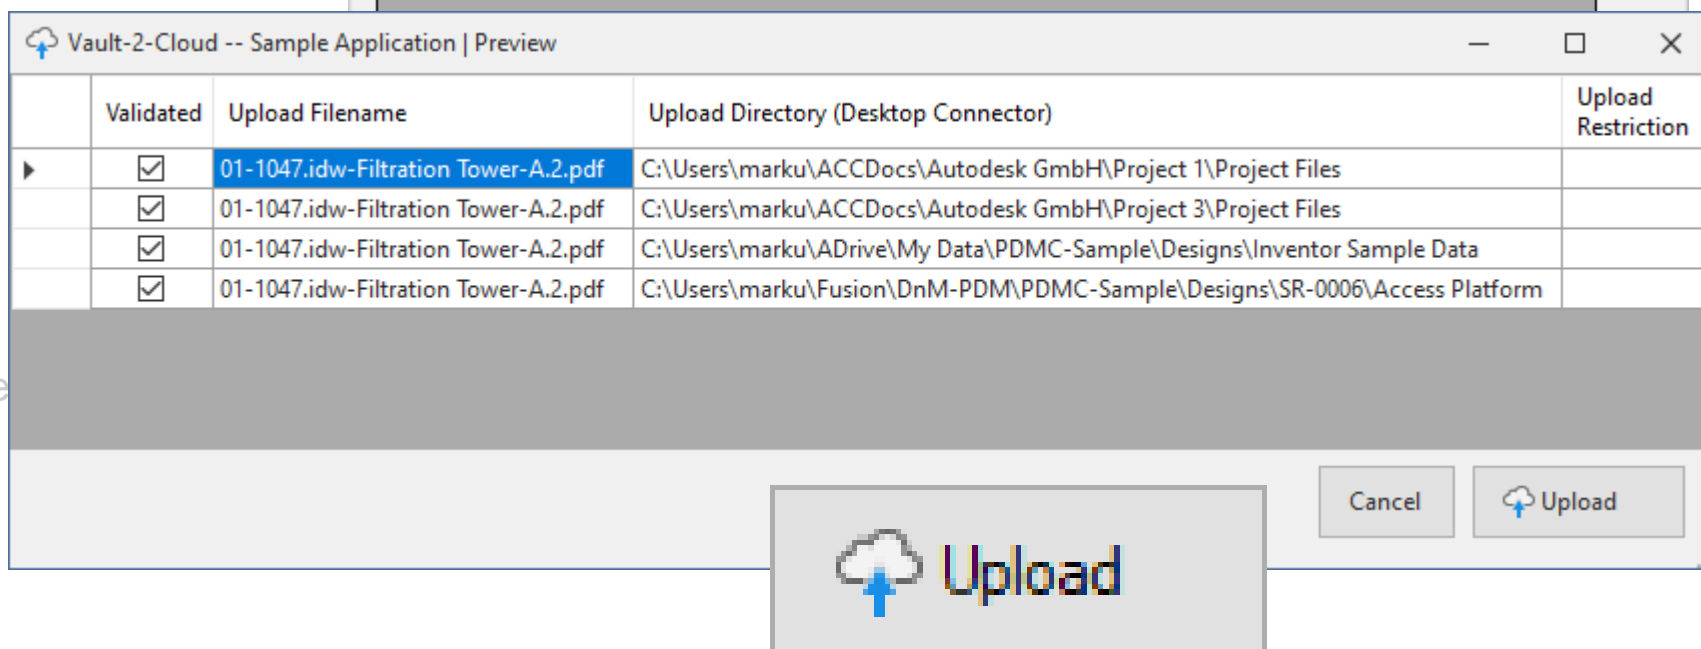 Vault-2-Cloud -- Sample Application | Preview
Validated Upload Filename Upload Directory (Desktop Connector) Upload Restriction
01-1047.idw-Filtration Tower-A.2.pdf C:\Users\marku\ACCDocs\Autodesk GmbH\Project 1\Project Files
01-1047.idw-Filtration Tower-A.2.pdf C:\Users\marku\ACCDocs\Autodesk GmbH\Project 3\Project Files
01-1047.idw-Filtration Tower-A.2.pdf C:\Users\marku\ADrive\My Data\PDMC-Sample\Designs\Inventor Sample Data
01-1047.idw-Filtration Tower-A.2.pdf C:\Users\marku\Fusion\DnM-PDM\PDMC-Sample\Designs\SR-0006\Access Platform
Cancel Upload
Upload